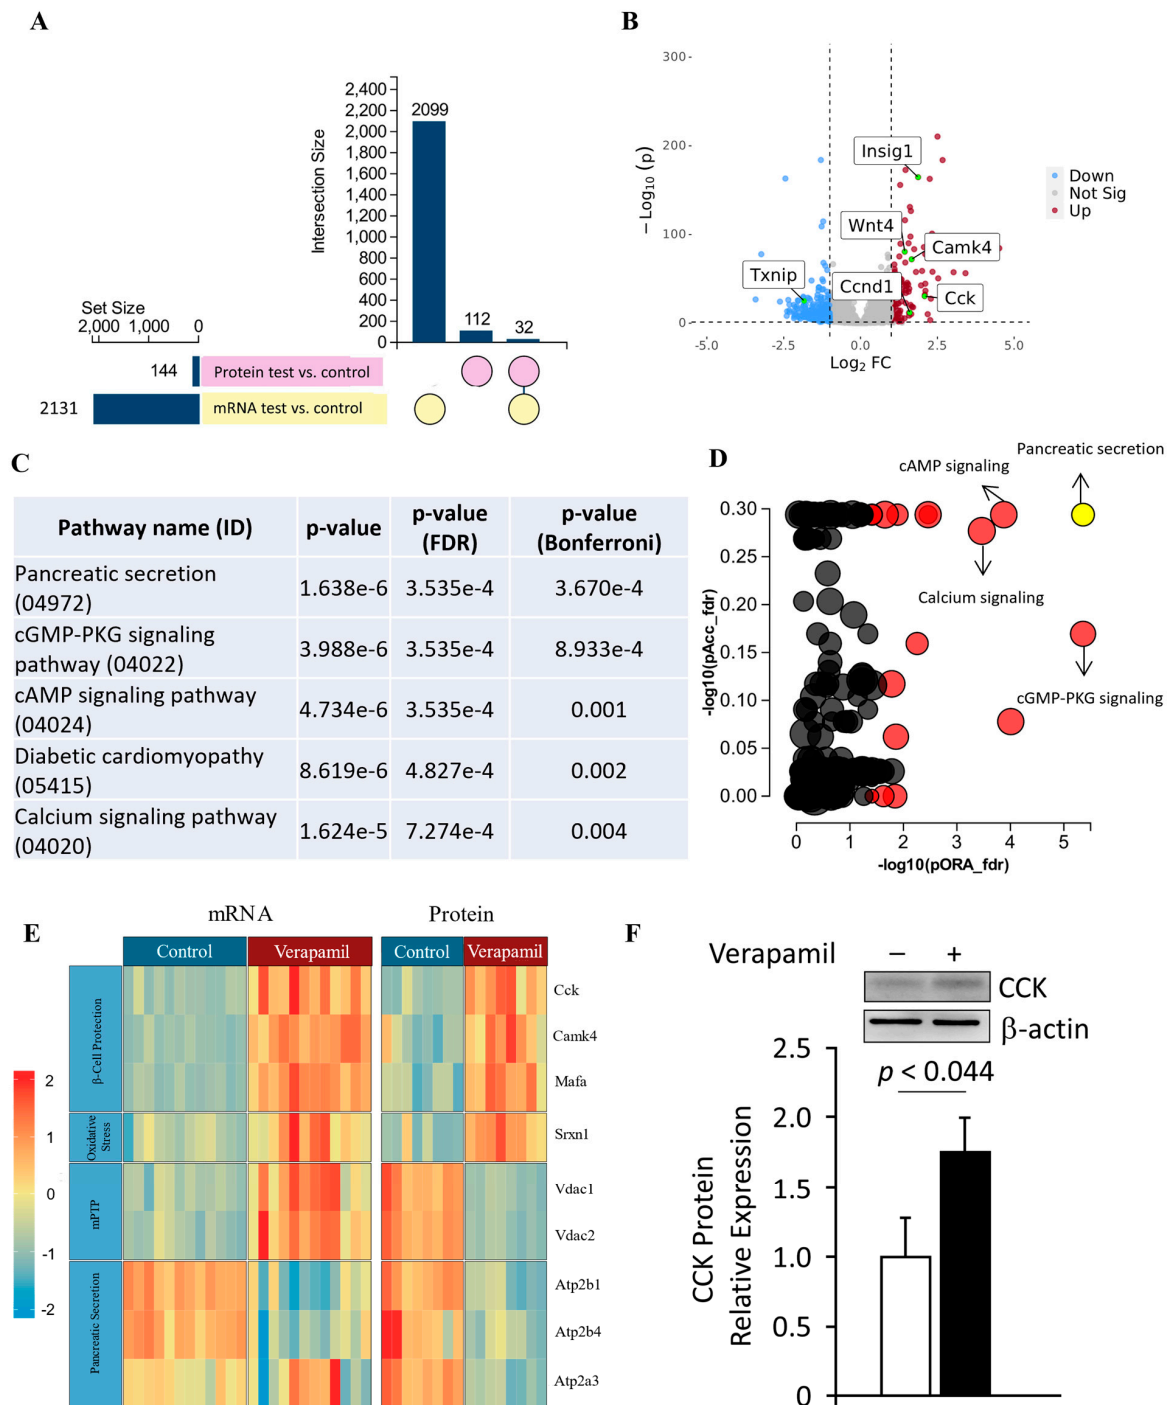 A
2,400
2,200
2,000
1,800
1,600
1,400
1,200
1,000
800
600
400
200
0
Intersection Size
2099
112
32
Set Size
2,000 1,000 0
144
Protein test vs. control
2131
mRNA test vs. control
B
300
200
100
0
− Log10 (p)
Insig1
Wnt4
Camk4
Txnip
Ccnd1
Cck
-5.0 -2.5 0.0 2.5 5.0
Log2 FC
Down
Not Sig
Up
C
Pathway name (ID) p-value p-value (FDR) p-value (Bonferroni)
Pancreatic secretion (04972) 1.638e-6 3.535e-4 3.670e-4
cGMP-PKG signaling pathway (04022) 3.988e-6 3.535e-4 8.933e-4
cAMP signaling pathway (04024) 4.734e-6 3.535e-4 0.001
Diabetic cardiomyopathy (05415) 8.619e-6 4.827e-4 0.002
Calcium signaling pathway (04020) 1.624e-5 7.274e-4 0.004
D
Pancreatic secretion
cAMP signaling
Calcium signaling
cGMP-PKG signaling
0.30
0.25
0.20
0.15
0.10
0.05
0.00
-log10(pAcc_fdr)
0 1 2 3 4 5
-log10(pORA_fdr)
E
mRNA Protein
Control Verapamil Control Verapamil
β-Cell Protection
Oxidative Stress
mPTP
Pancreatic Secretion
Cck
Camk4
Mafa
Srxn1
Vdac1
Vdac2
Atp2b1
Atp2b4
Atp2a3
2
1
0
-1
-2
F
Verapamil − +
CCK
β-actin
p < 0.044
2.5
2.0
1.5
1.0
0.5
0
CCK Protein
Relative Expression